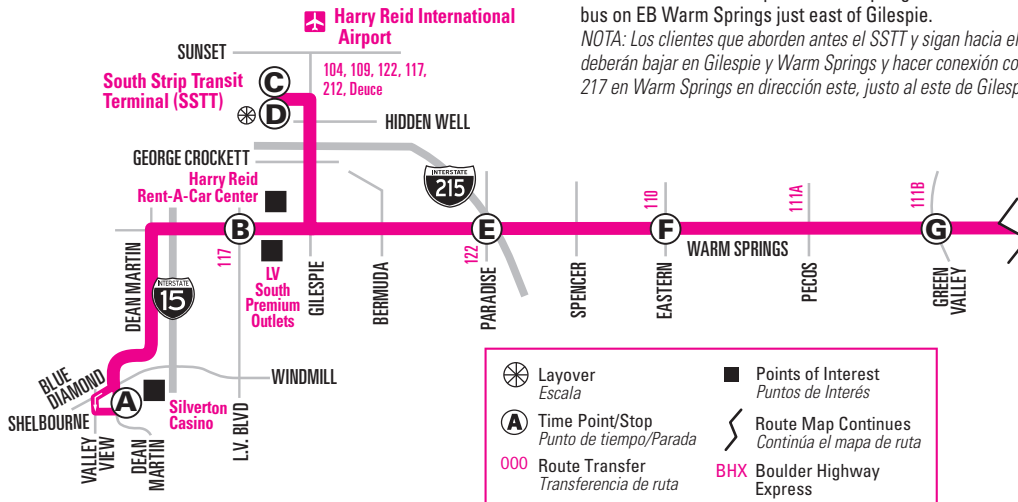 bus on EB Warm Springs just east of Gilespie.
NOTA: Los clientes que aborden antes el SSTT y sigan hacia el
deberán bajar en Gilespie y Warm Springs y hacer conexión
217 en Warm Springs en dirección este, justo al este de
Harry Reid International
Airport
SUNSET
104, 109, 122, 117,
212, Deuce
South Strip Transit
Terminal (SSTT)
C
D
HIDDEN WELL
GEORGE CROCKETT
Harry Reid
Rent-A-Car Center
INTERSTATE
215
110
111A
111B
B
E
F
G
WARM SPRINGS
117
122
DEAN MARTIN
LV
South
Premium
Outlets
GILESPIE
BERMUDA
PARADISE
SPENCER
EASTERN
PECOS
GREEN
VALLEY
INTERSTATE
15
BLUE
DIAMOND
WINDMILL
SHELBOURNE
A
Silverton
Casino
VALLEY
VIEW
DEAN
MARTIN
L.V. BLVD
Layover
Escala
Points of Interest
Puntos de Interés
A Time Point/Stop
Punto de tiempo/Parada
Route Map Continues
Continúa el mapa de ruta
000 Route Transfer
Transferencia de ruta
BHX Boulder Highway
Express